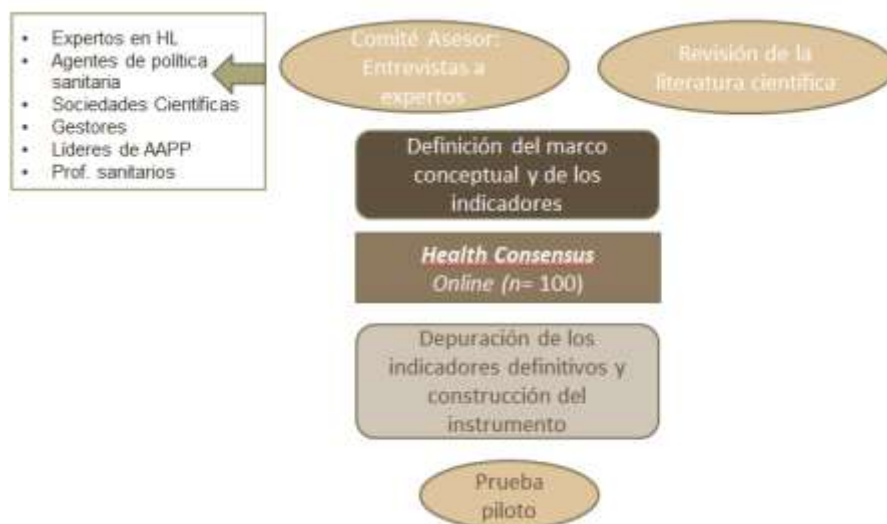 • Expertos en HL
• Agentes de política
sanitaria
• Sociedades Científicas
• Gestores
• Líderes de AAPP
• Prof. sanitarios
Comité Asesor:
Entrevistas a
expertos
Revisión de la
literatura científica
Definición del marco
conceptual y de los
indicadores
Health Consensus
Online (n= 100)
Depuración de los
indicadores definitivos y
construcción del
instrumento
Prueba
piloto